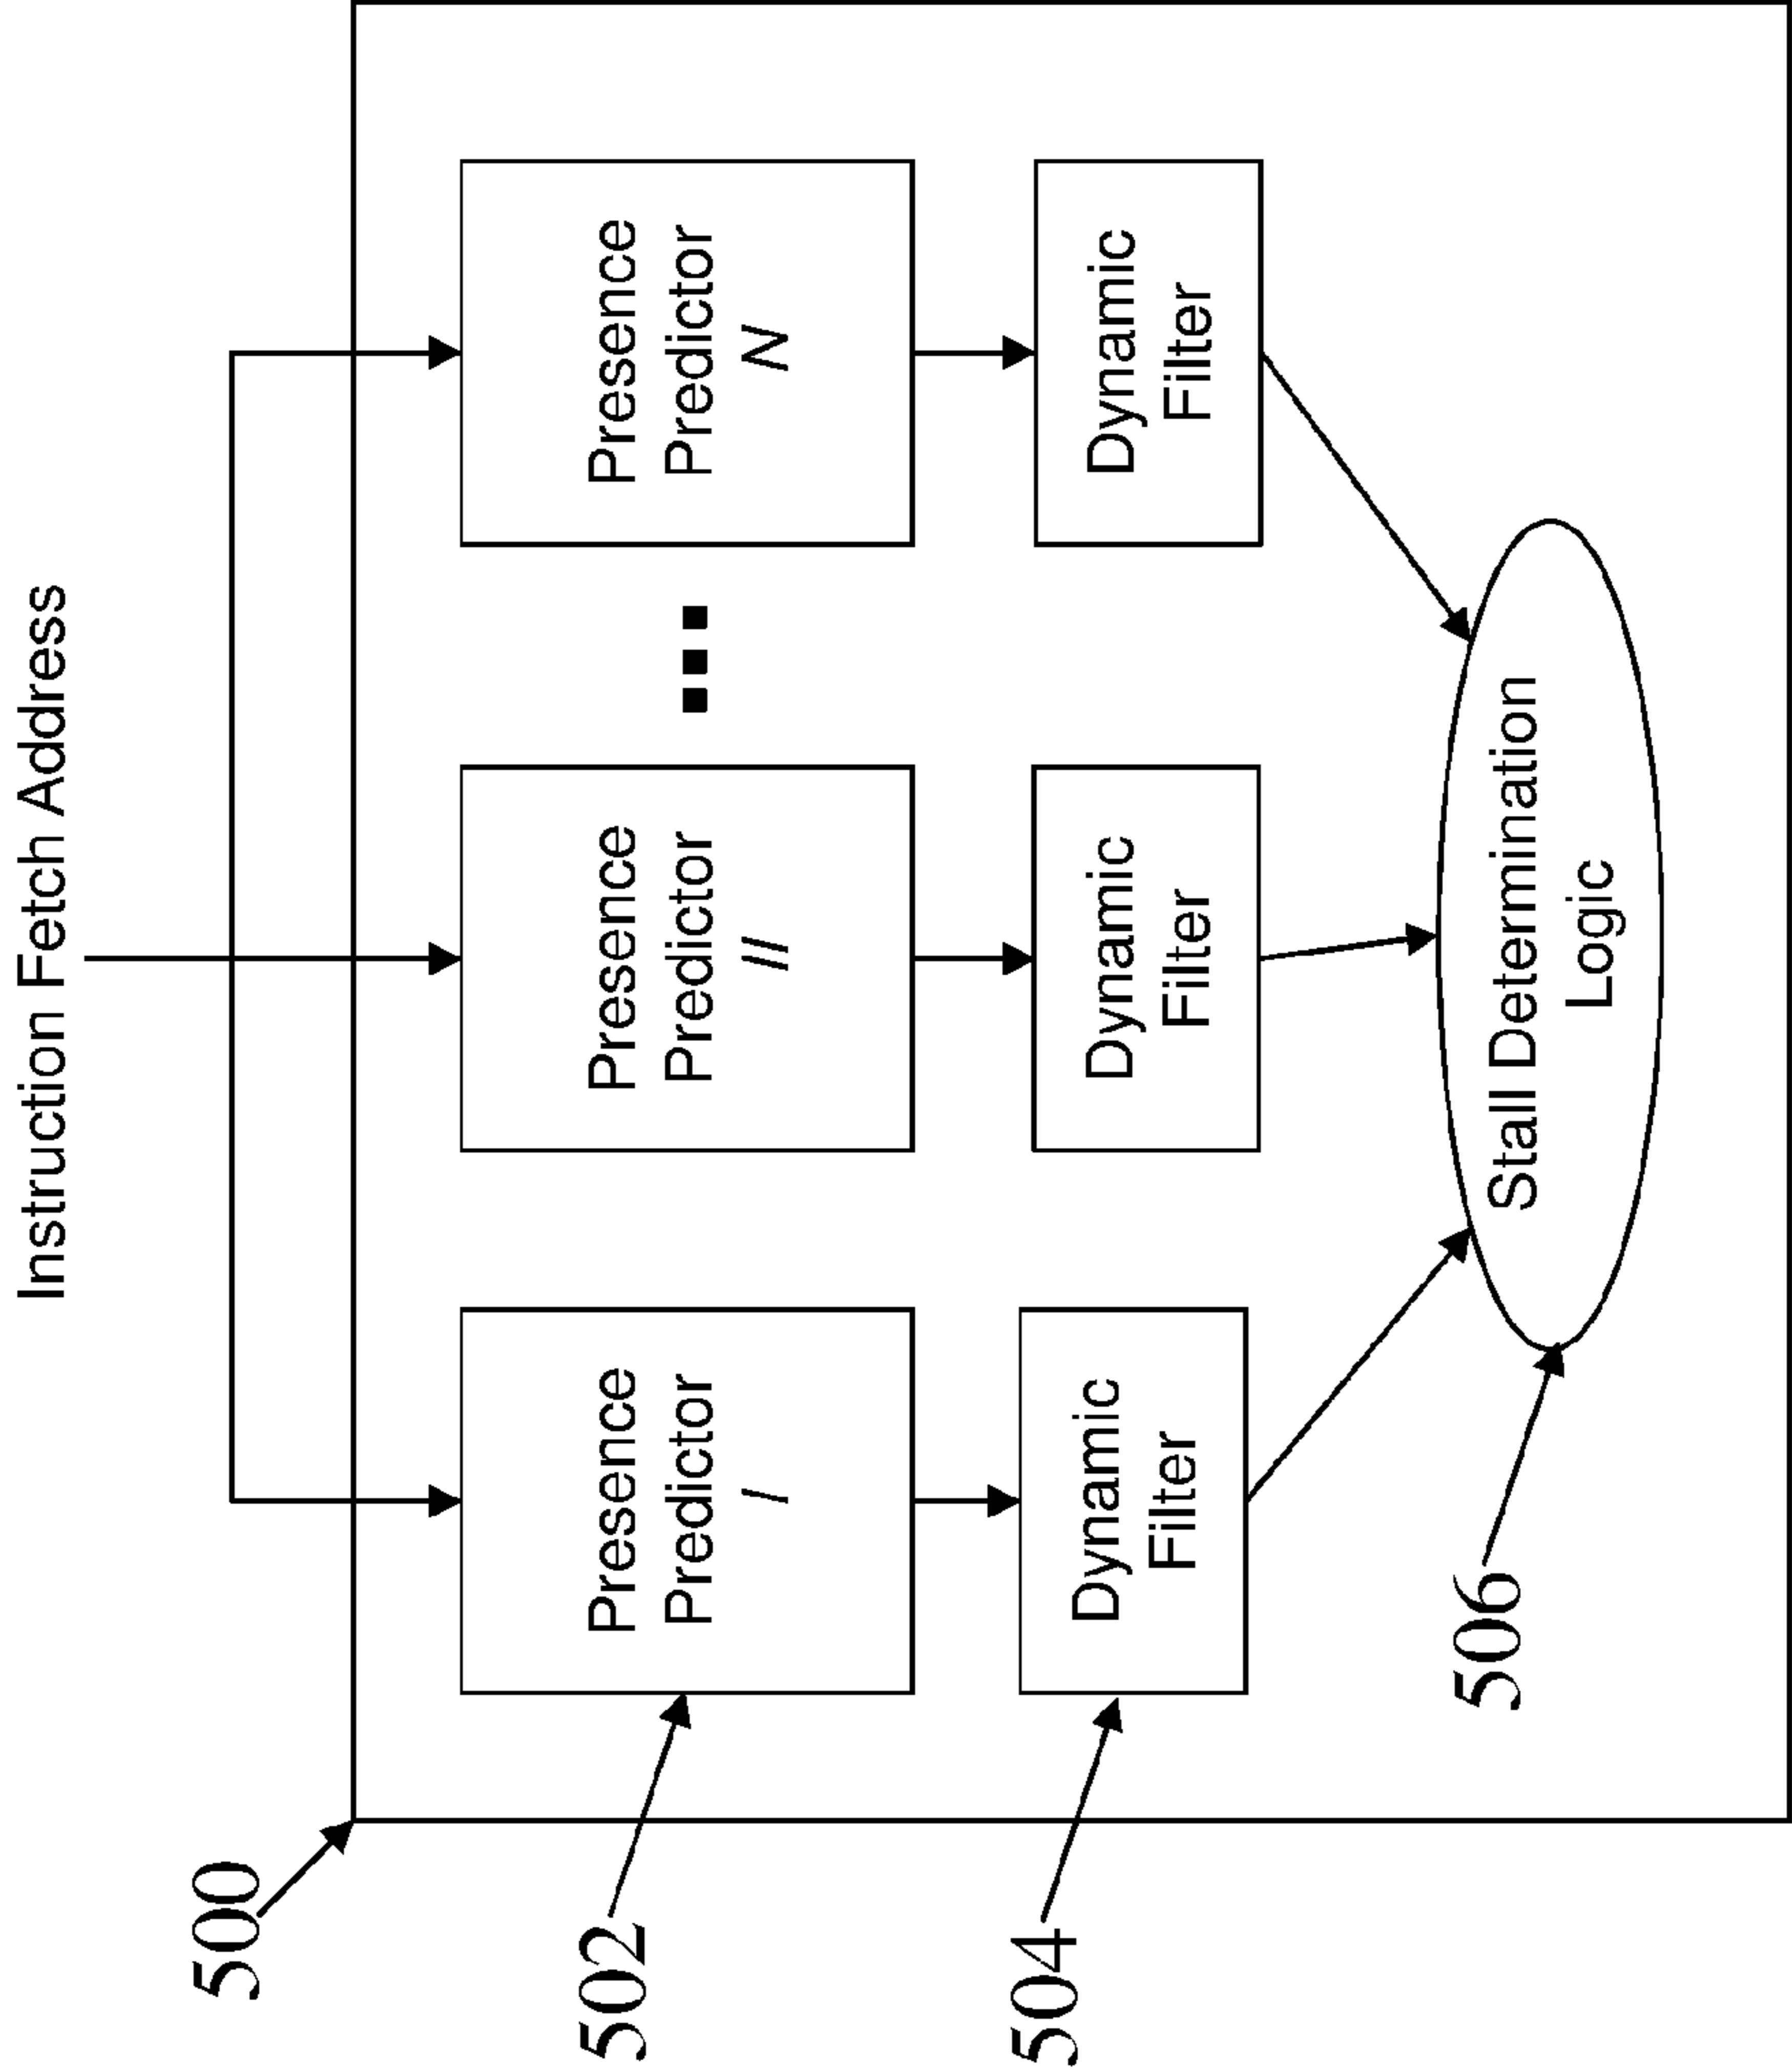 Instruction Fetch Address
500
502
Presence
Predictor
I
Presence
Predictor
II
Presence
Predictor
N
504
Dynamic
Filter
Dynamic
Filter
Dynamic
Filter
506
Stall Determination
Logic